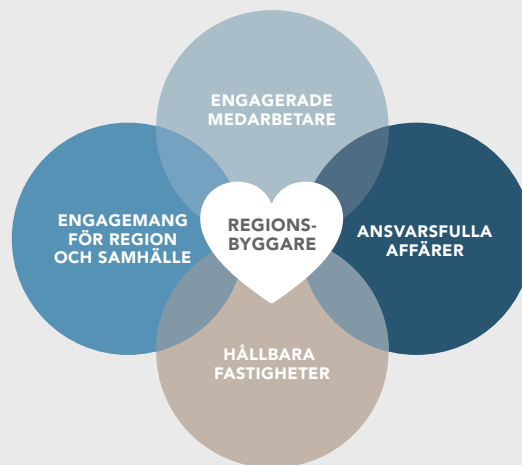 ENGAGERADE
MEDARBETARE
ENGAGEMANG
FÖR REGION
OCH SAMHÄLLE
REGIONS-
BYGGARE
ANSVARSFULLA
AFFÄRER
HÅLLBARA
FASTIGHETER